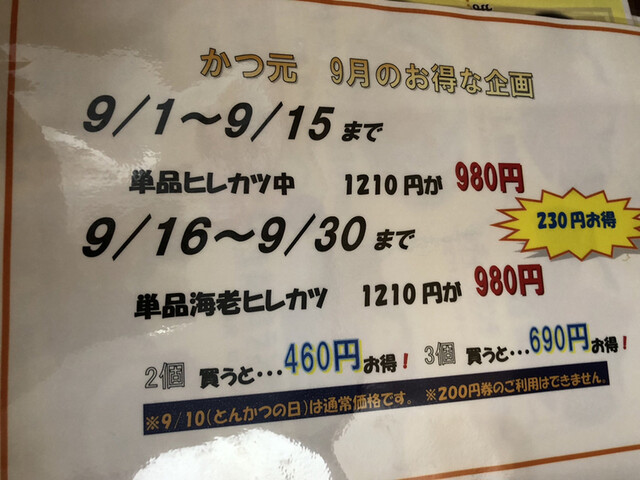 かつ元 9月のお得な企画
9/1～9/15まで
単品ヒレカツ中 1210円が 980円
230円お得
9/16～9/30まで
単品海老ヒレカツ 1210円が 980円
2個 買うと…460円お得！ 3個 買うと…690円お得！
※9/10(とんかつの日)は通常価格です。 ※200円券のご利用はできません。